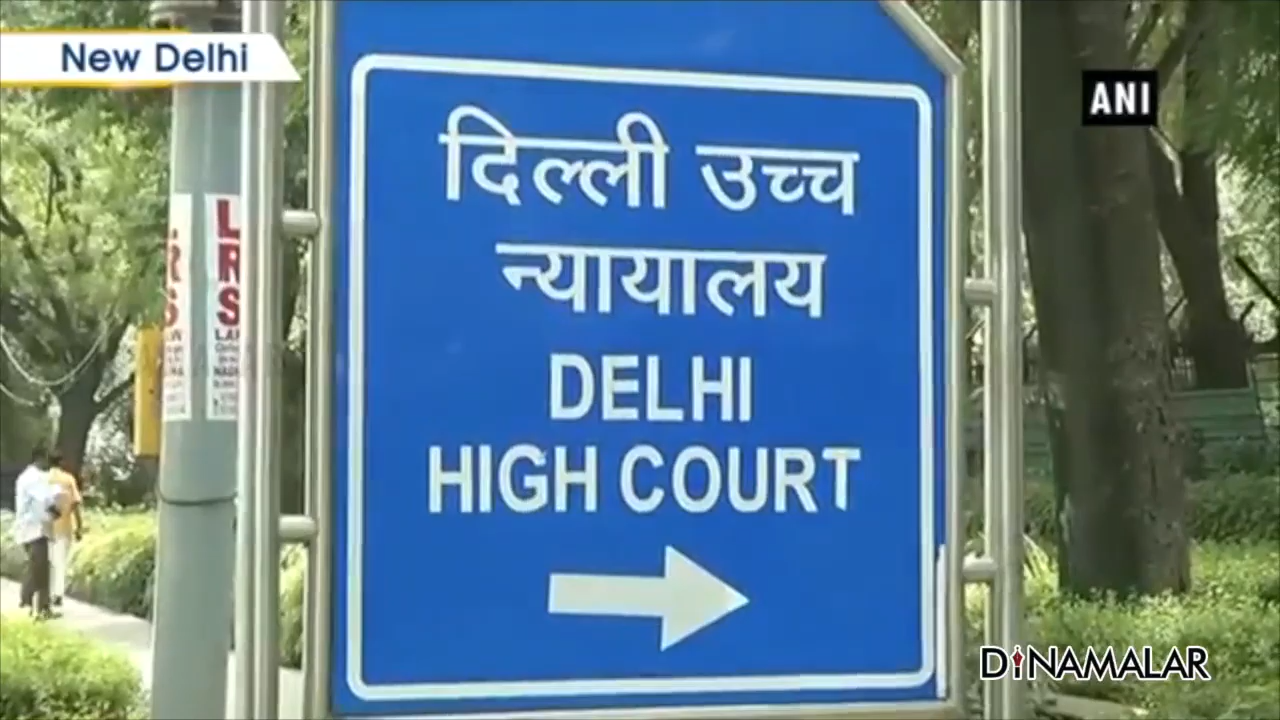 New Delhi
ANI
दिल्ली उच्च
न्यायालय
DELHI
HIGH COURT
L
R
S
R
S
DINAMALAR